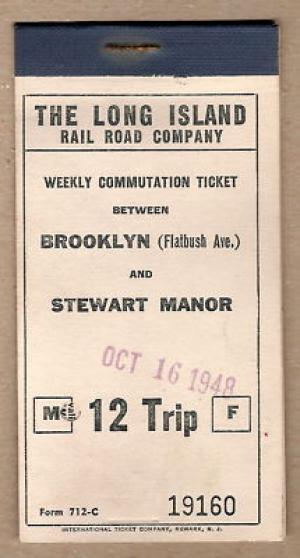 THE LONG ISLAND
RAIL ROAD COMPANY
WEEKLY COMMUTATION TICKET
BETWEEN
BROOKLYN (Flatbush Ave.)
AND
STEWART MANOR
OCT 16 1948
M 12 Trip F
Form 712-C 19160
INTERNATIONAL TICKET COMPANY, NEWARK, N. J.